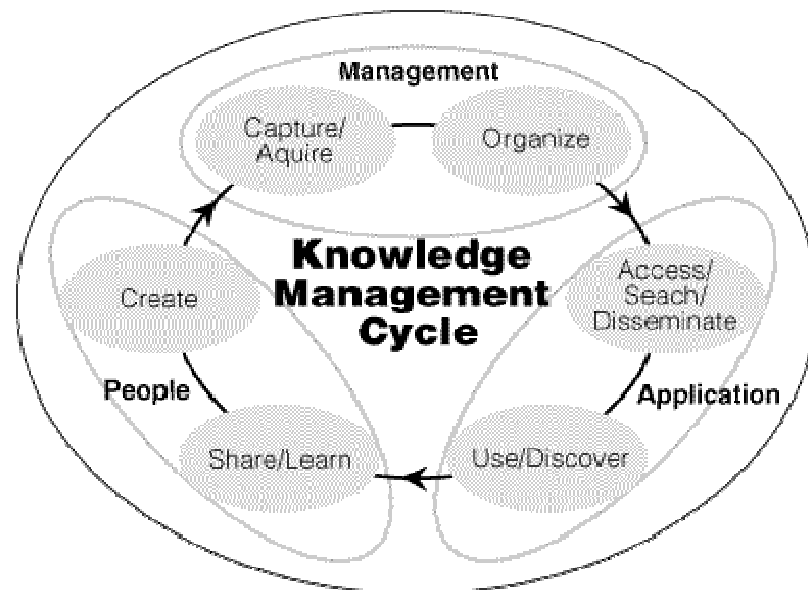 Management
Capture/
Aquire
Organize
Knowledge
Management
Cycle
Create
Access/
Seach/
Disseminate
People
Application
Share/Learn
Use/Discover